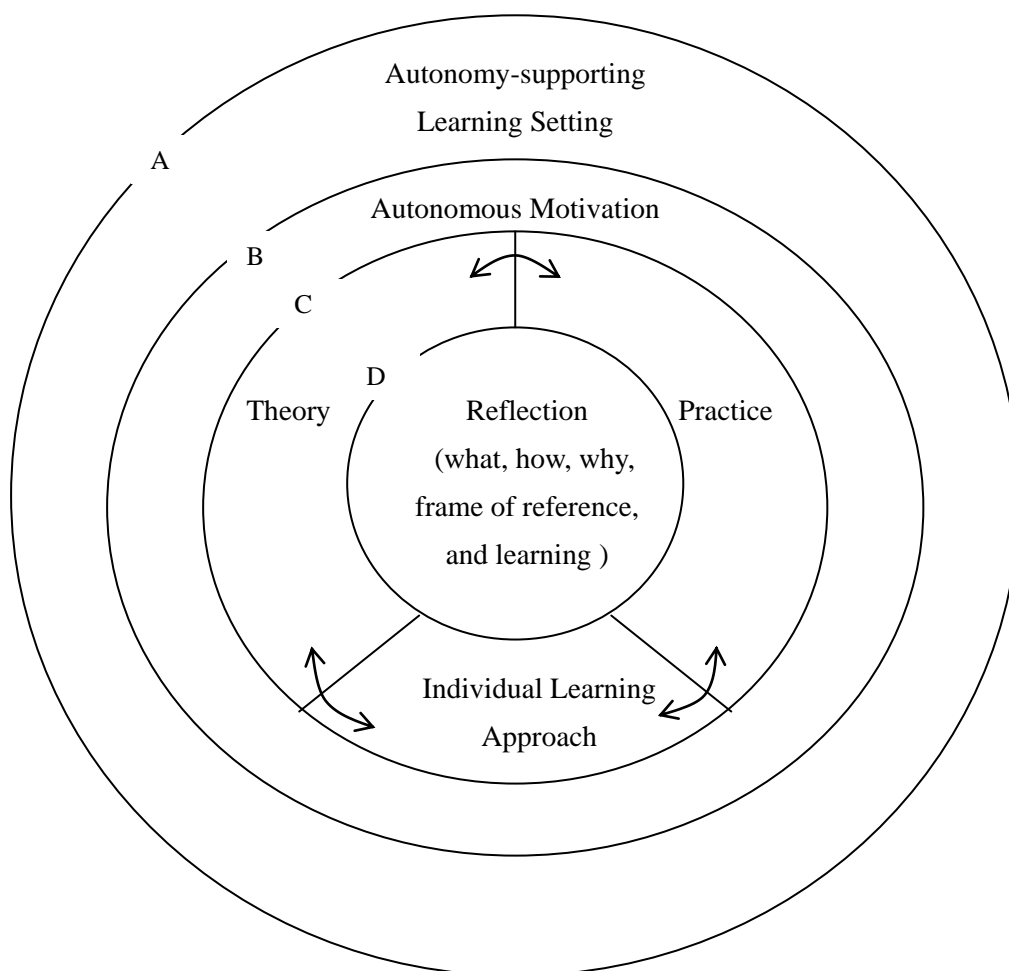 Autonomy-supporting
Learning Setting
A
Autonomous Motivation
B
C
D
Theory
Reflection
Practice
(what, how, why,
frame of reference,
and learning )
Individual Learning
Approach